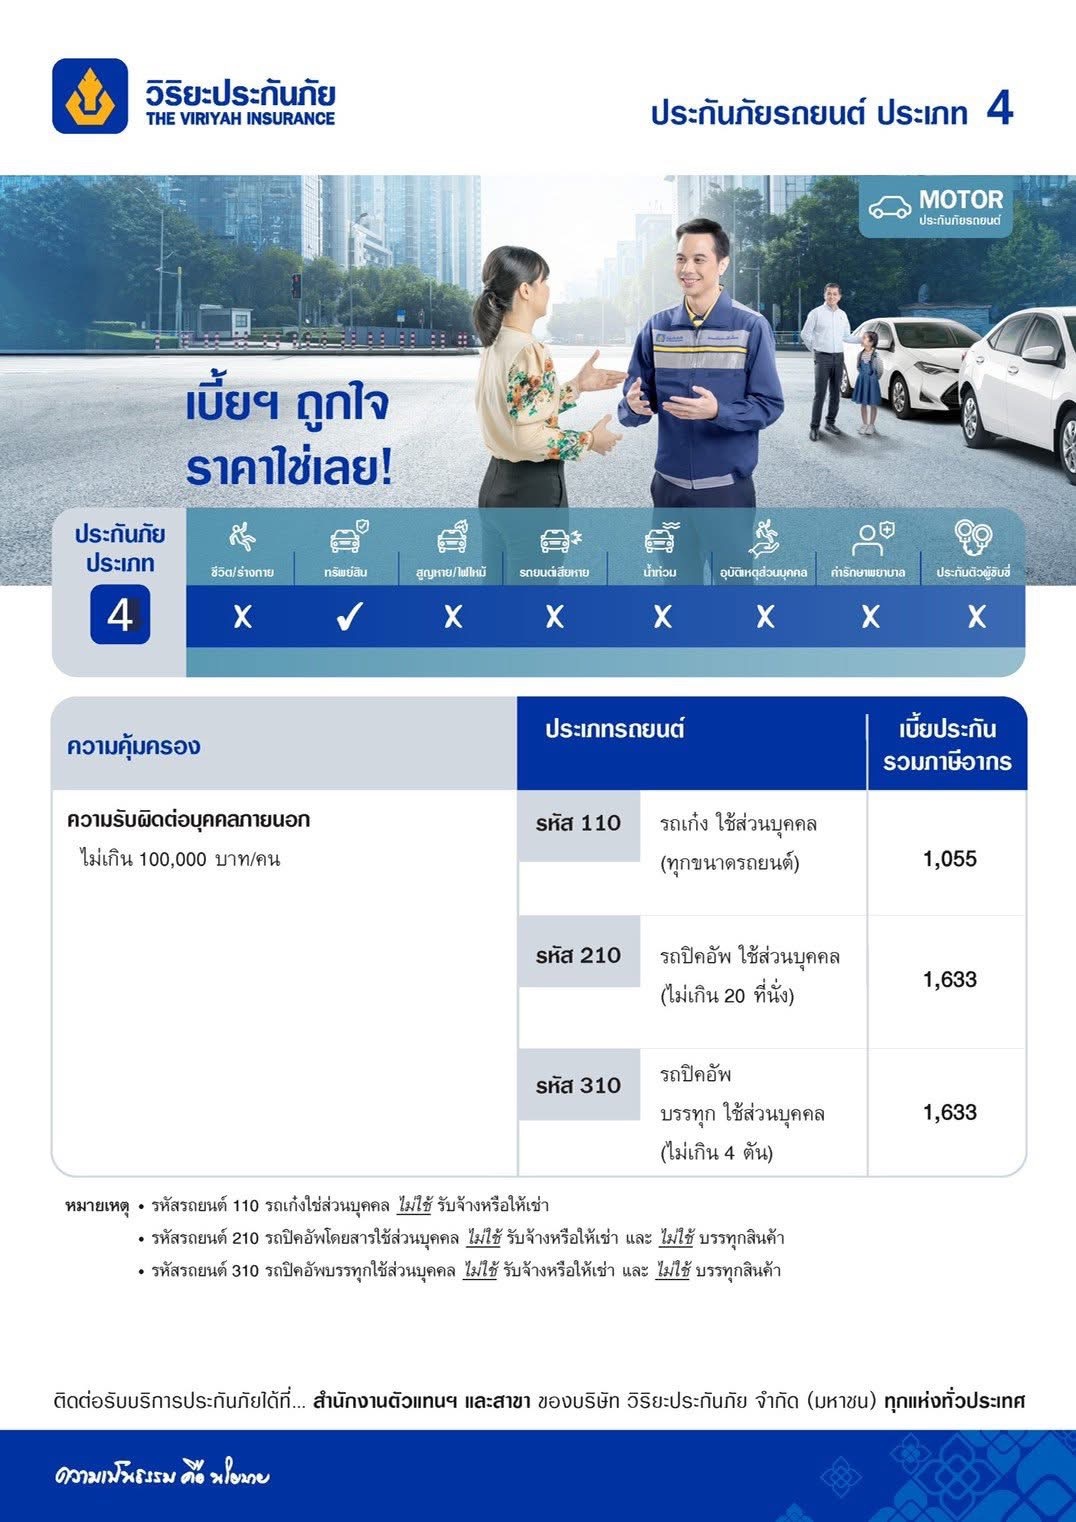 วิริยะประกันภัย
THE VIRIYAH INSURANCE
ประกันภัยรถยนต์ ประเภท 4
MOTOR
ประกันภัยรถยนต์
เบี้ยฯ ถูกใจ
ราคาใช่เลย!
ประกันภัย
ประเภท
4
ชีวิต/ร่างกาย ทรัพย์สิน สูญหาย/ไฟไหม้ รถยนต์เสียหาย น้ำท่วม อุบัติเหตุส่วนบุคคล ค่ารักษาพยาบาล ประกันตัวผู้ขับขี่
X ✓ X X X X X X
ความคุ้มครอง
ประเภทรถยนต์
เบี้ยประกัน
รวมภาษีอากร
ความรับผิดต่อบุคคลภายนอก
ไม่เกิน 100,000 บาท/คน
รหัส 110
รถเก๋ง ใช้ส่วนบุคคล
(ทุกขนาดรถยนต์)
1,055
รหัส 210
รถปิคอัพ ใช้ส่วนบุคคล
(ไม่เกิน 20 ที่นั่ง)
1,633
รหัส 310
รถปิคอัพ
บรรทุก ใช้ส่วนบุคคล
(ไม่เกิน 4 ตัน)
1,633
หมายเหตุ • รหัสรถยนต์ 110 รถเก๋งใช้ส่วนบุคคล ไม่ใช้ รับจ้างหรือให้เช่า
• รหัสรถยนต์ 210 รถปิคอัพโดยสารใช้ส่วนบุคคล ไม่ใช้ รับจ้างหรือให้เช่า และ ไม่ใช้ บรรทุกสินค้า
• รหัสรถยนต์ 310 รถปิคอัพบรรทุกใช้ส่วนบุคคล ไม่ใช้ รับจ้างหรือให้เช่า และ ไม่ใช้ บรรทุกสินค้า
ติดต่อรับบริการประกันภัยได้ที่... สำนักงานตัวแทนฯ และสาขา ของบริษัท วิริยะประกันภัย จำกัด (มหาชน) ทุกแห่งทั่วประเทศ
ความเป็นธรรม คือ นโยบาย